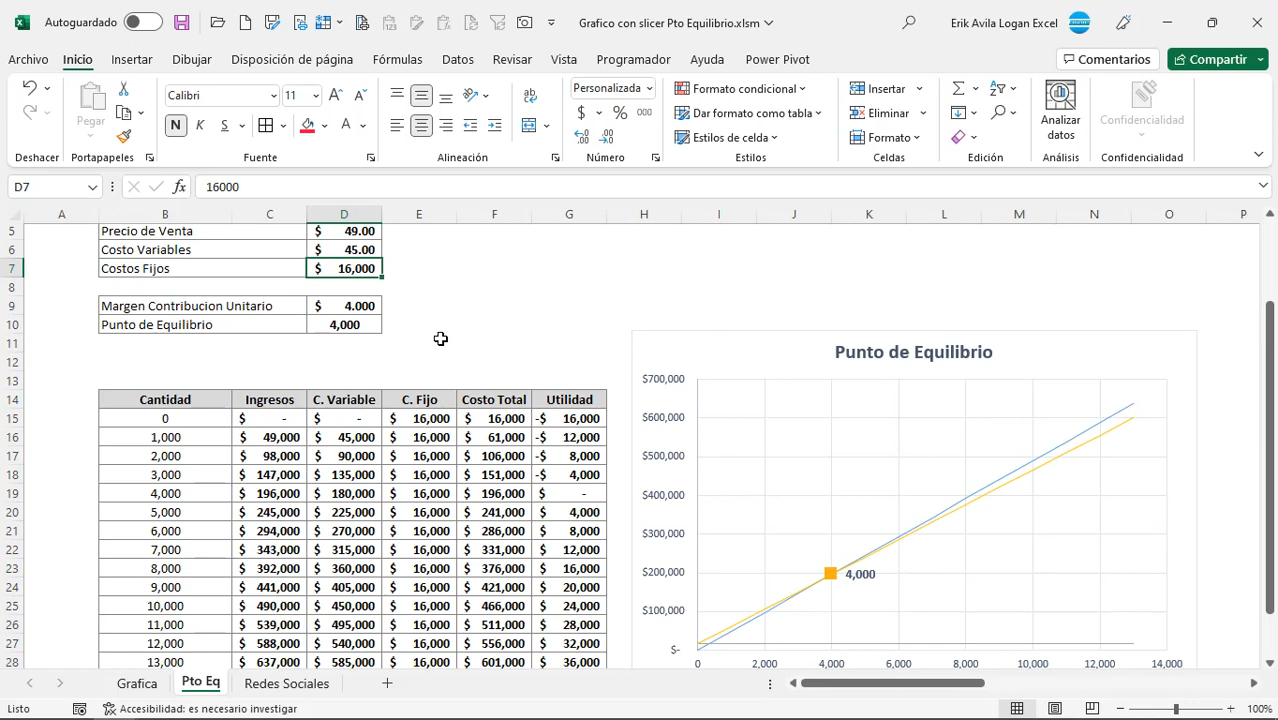 Autoguardado Grafico con slicer Pto Equilibrio.xlsm Erik Avila Logan Excel
Archivo Inicio Insertar Dibujar Disposición de página Fórmulas Datos Revisar Vista Programador Ayuda Power Pivot Comentarios Compartir
Pegar
Calibri 11
N K S
Personalizada
$ % 000
Formato condicional
Dar formato como tabla
Estilos de celda
Insertar
Eliminar
Formato
Analizar datos
Confidencialidad
Deshacer Portapapeles Fuente Alineación Número Estilos Celdas Edición Análisis Confidencialidad
D7 fx 16000
A B C D E F G H I J K L M N O P
5 Precio de Venta $ 49.00
6 Costo Variables $ 45.00
7 Costos Fijos $ 16,000
8
9 Margen Contribucion Unitario $ 4.000
10 Punto de Equilibrio 4,000
11
12
13
14 Cantidad Ingresos C. Variable C. Fijo Costo Total Utilidad
15 0 $ - $ - $ 16,000 $ 16,000 -$ 16,000
16 1,000 $ 49,000 $ 45,000 $ 16,000 $ 61,000 -$ 12,000
17 2,000 $ 98,000 $ 90,000 $ 16,000 $ 106,000 -$ 8,000
18 3,000 $ 147,000 $ 135,000 $ 16,000 $ 151,000 -$ 4,000
19 4,000 $ 196,000 $ 180,000 $ 16,000 $ 196,000 $ -
20 5,000 $ 245,000 $ 225,000 $ 16,000 $ 241,000 $ 4,000
21 6,000 $ 294,000 $ 270,000 $ 16,000 $ 286,000 $ 8,000
22 7,000 $ 343,000 $ 315,000 $ 16,000 $ 331,000 $ 12,000
23 8,000 $ 392,000 $ 360,000 $ 16,000 $ 376,000 $ 16,000
24 9,000 $ 441,000 $ 405,000 $ 16,000 $ 421,000 $ 20,000
25 10,000 $ 490,000 $ 450,000 $ 16,000 $ 466,000 $ 24,000
26 11,000 $ 539,000 $ 495,000 $ 16,000 $ 511,000 $ 28,000
27 12,000 $ 588,000 $ 540,000 $ 16,000 $ 556,000 $ 32,000
28 13,000 $ 637,000 $ 585,000 $ 16,000 $ 601,000 $ 36,000
Punto de Equilibrio
$700,000
$600,000
$500,000
$400,000
$300,000
$200,000
4,000
$100,000
$-
0 2,000 4,000 6,000 8,000 10,000 12,000 14,000
Grafica Pto Eq Redes Sociales
Listo Accesibilidad: es necesario investigar 100%